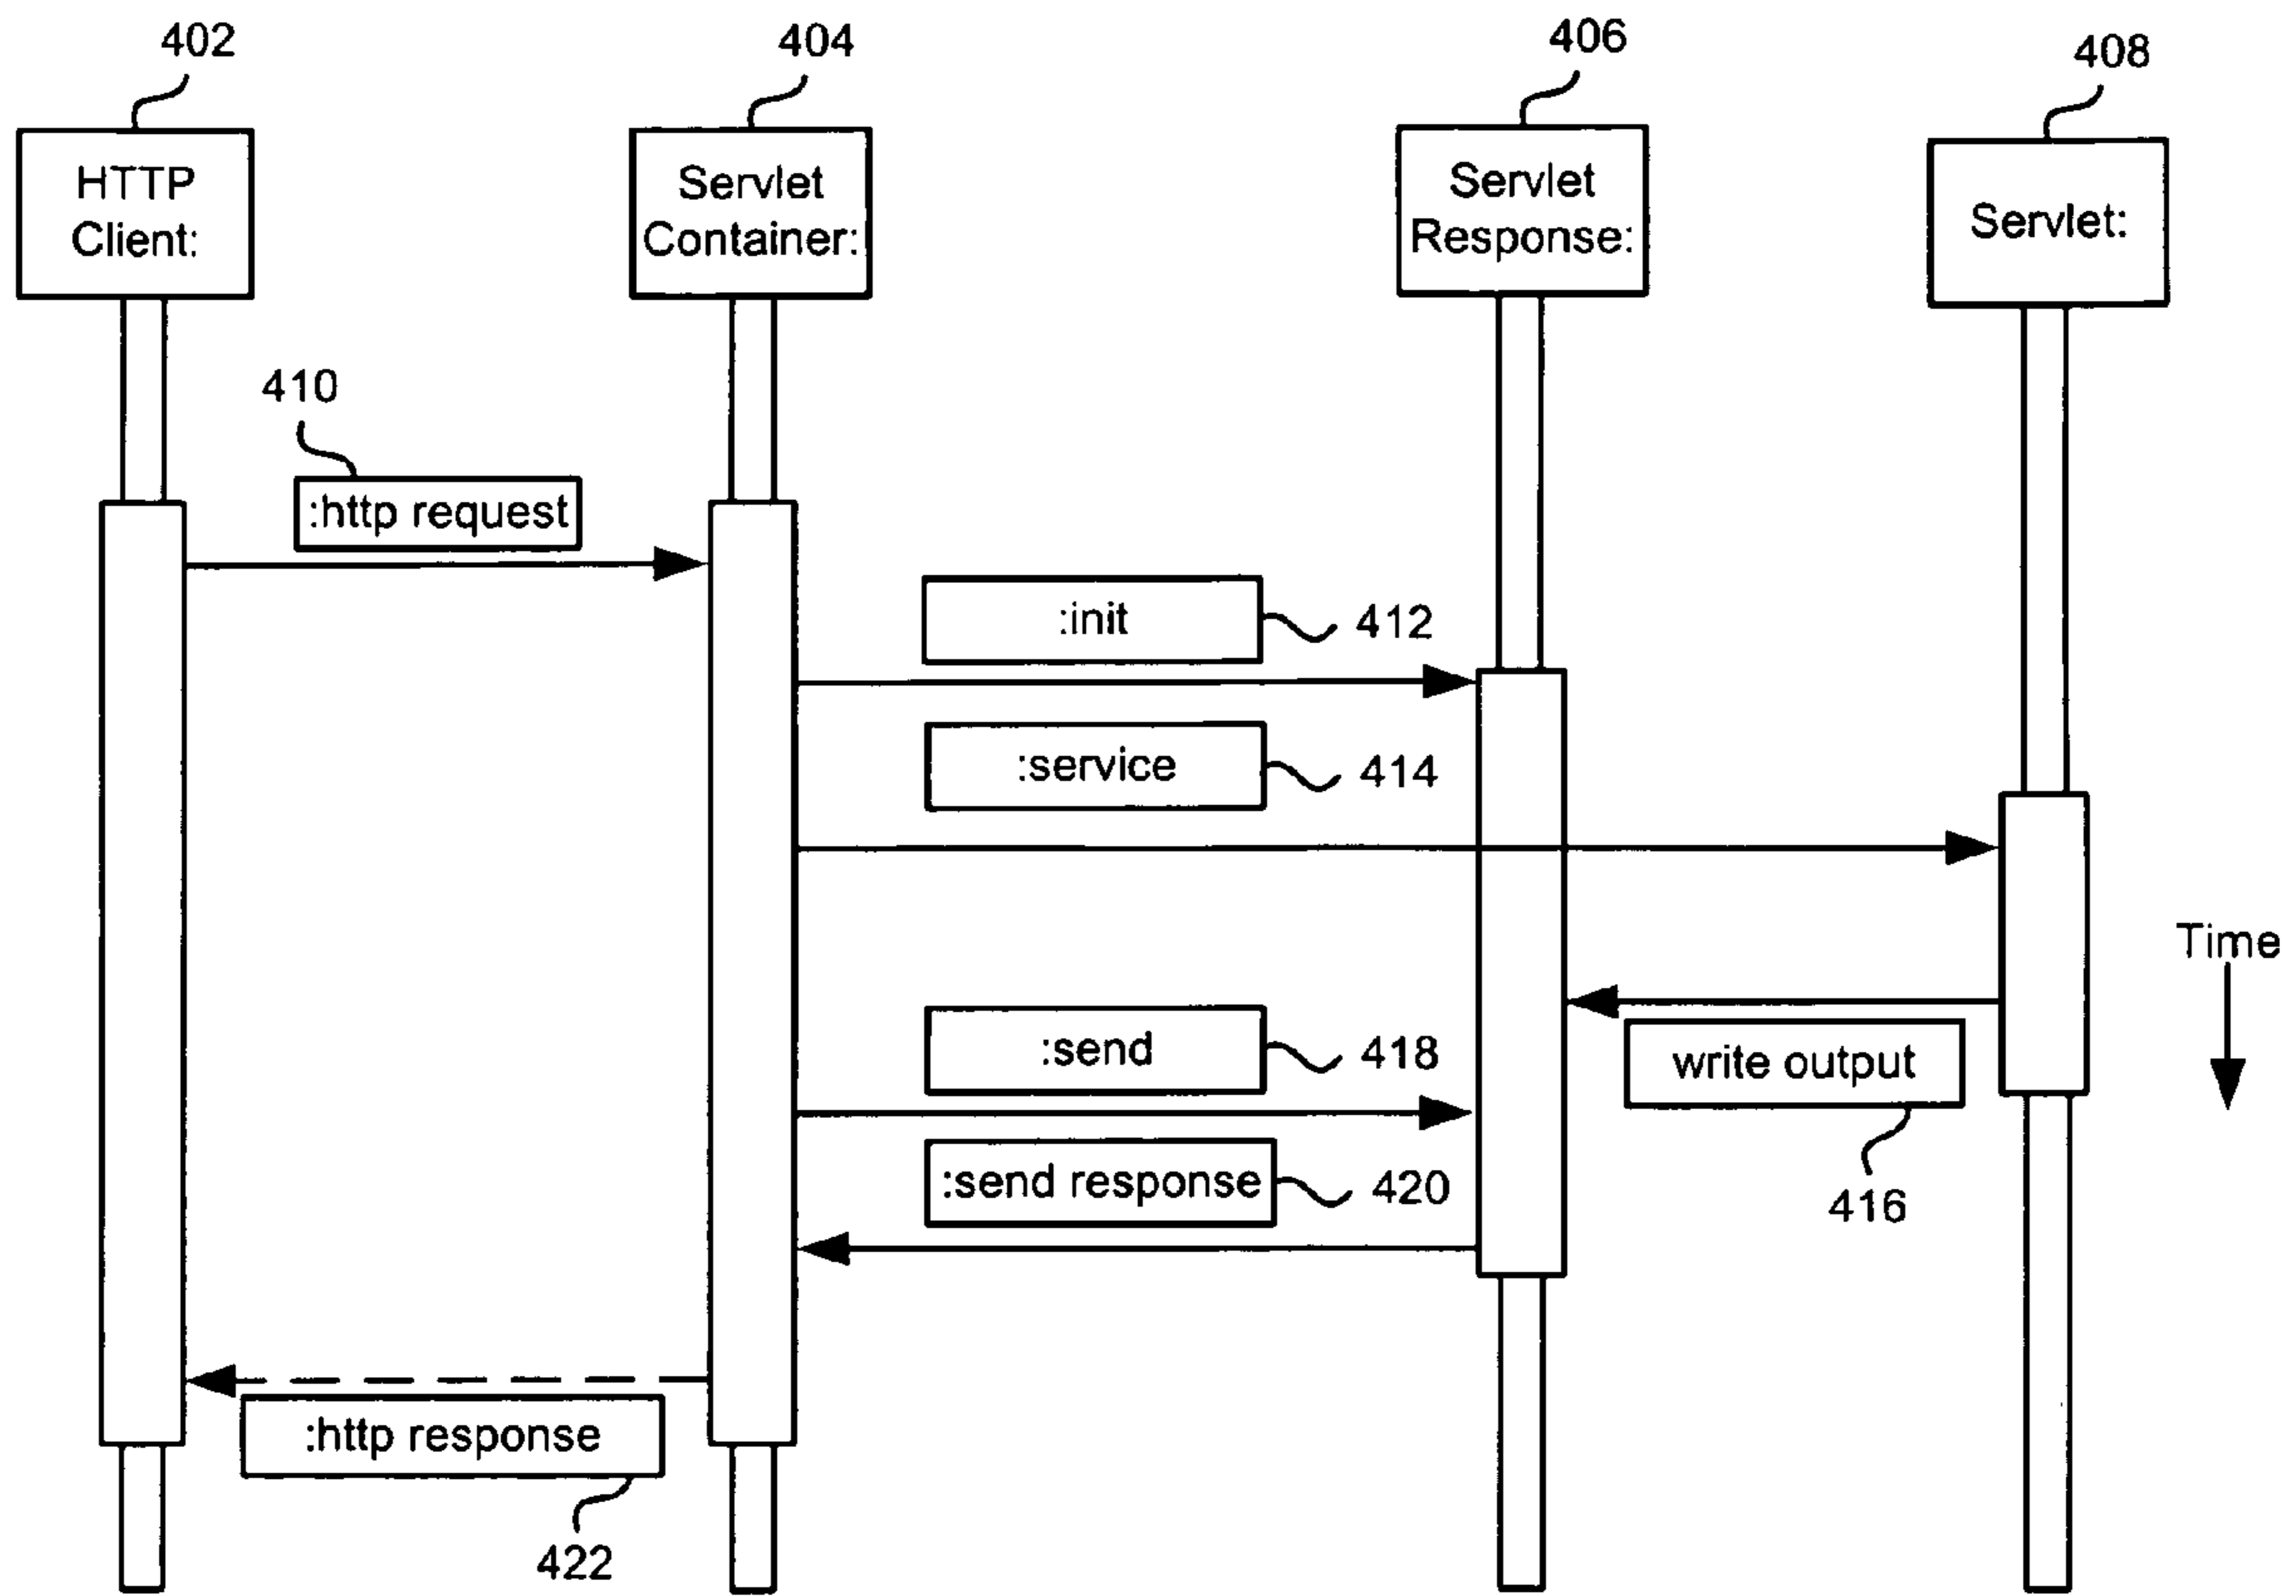 402
404
406
408
HTTP
Client:
Servlet
Container:
Servlet
Response:
Servlet:
410
:http request
:init
412
:service
414
Time
:send
418
write output
:send response
420
416
:http response
422